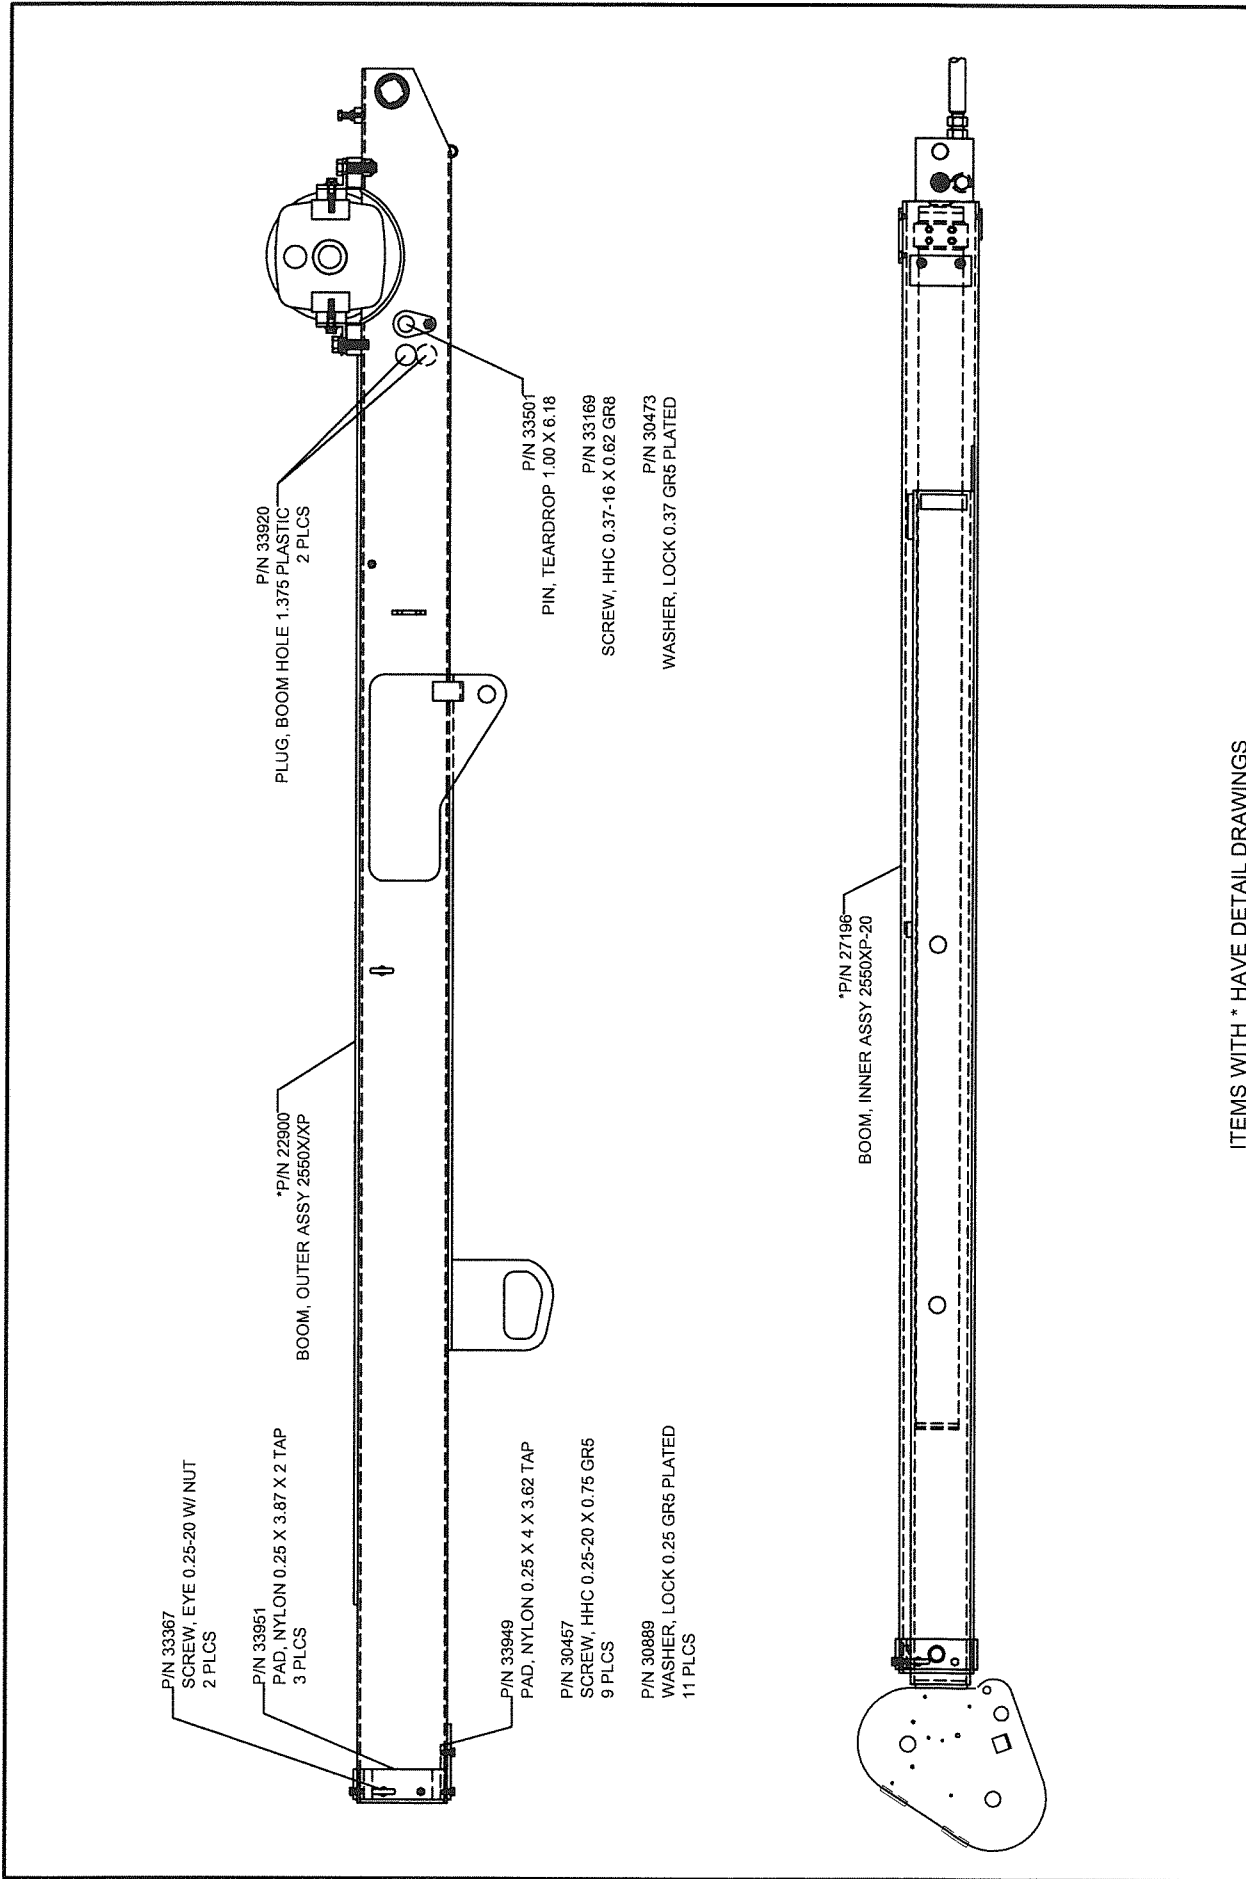 P/N 33367
SCREW, EYE 0.25-20 W/ NUT
2 PLCS
P/N 33951
PAD, NYLON 0.25 X 3.87 X 2 TAP
3 PLCS
*P/N 22900
BOOM, OUTER ASSY 2550X/XP
P/N 33920
PLUG, BOOM HOLE 1.375 PLASTIC
2 PLCS
P/N 33949
PAD, NYLON 0.25 X 4 X 3.62 TAP
P/N 30457
SCREW, HHC 0.25-20 X 0.75 GR5
9 PLCS
P/N 30889
WASHER, LOCK 0.25 GR5 PLATED
11 PLCS
P/N 33501
PIN, TEARDROP 1.00 X 6.18
P/N 33169
SCREW, HHC 0.37-16 X 0.62 GR8
P/N 30473
WASHER, LOCK 0.37 GR5 PLATED
*P/N 27196
BOOM, INNER ASSY 2550XP-20
ITEMS WITH * HAVE DETAIL DRAWINGS